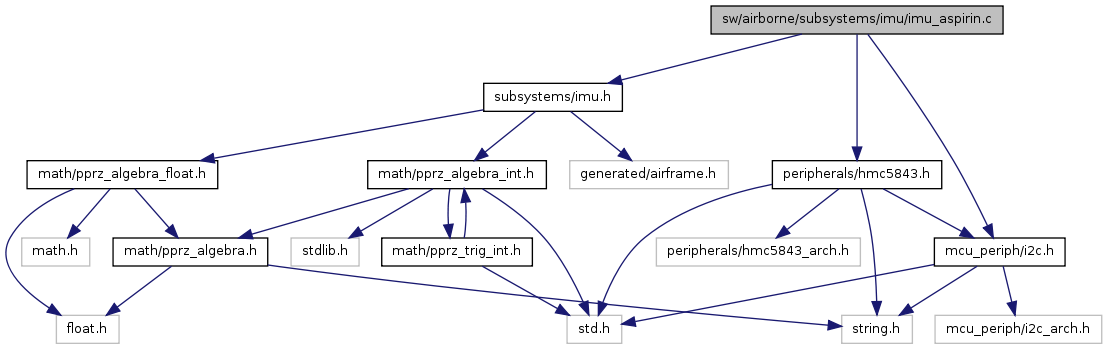 sw/airborne/subsystems/imu/imu_aspirin.c
subsystems/imu.h
math/pprz_algebra_float.h
math/pprz_algebra_int.h
generated/airframe.h
peripherals/hmc5843.h
math.h
math/pprz_algebra.h
stdlib.h
math/pprz_trig_int.h
peripherals/hmc5843_arch.h
mcu_periph/i2c.h
float.h
std.h
string.h
mcu_periph/i2c_arch.h